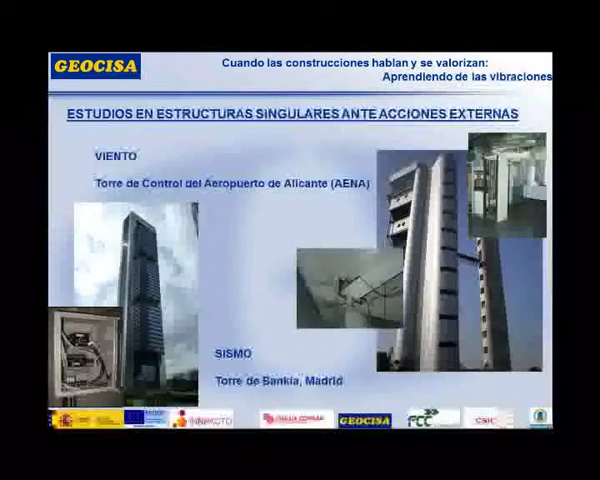 GEOCISA
Cuando las construcciones hablan y se valorizan:
Aprendiendo de las vibraciones
ESTUDIOS EN ESTRUCTURAS SINGULARES ANTE ACCIONES EXTERNAS
VIENTO
Torre de Control del Aeropuerto de Alicante (AENA)
SISMO
Torre de Bankia, Madrid
GEOCISA
FCC
CSIC